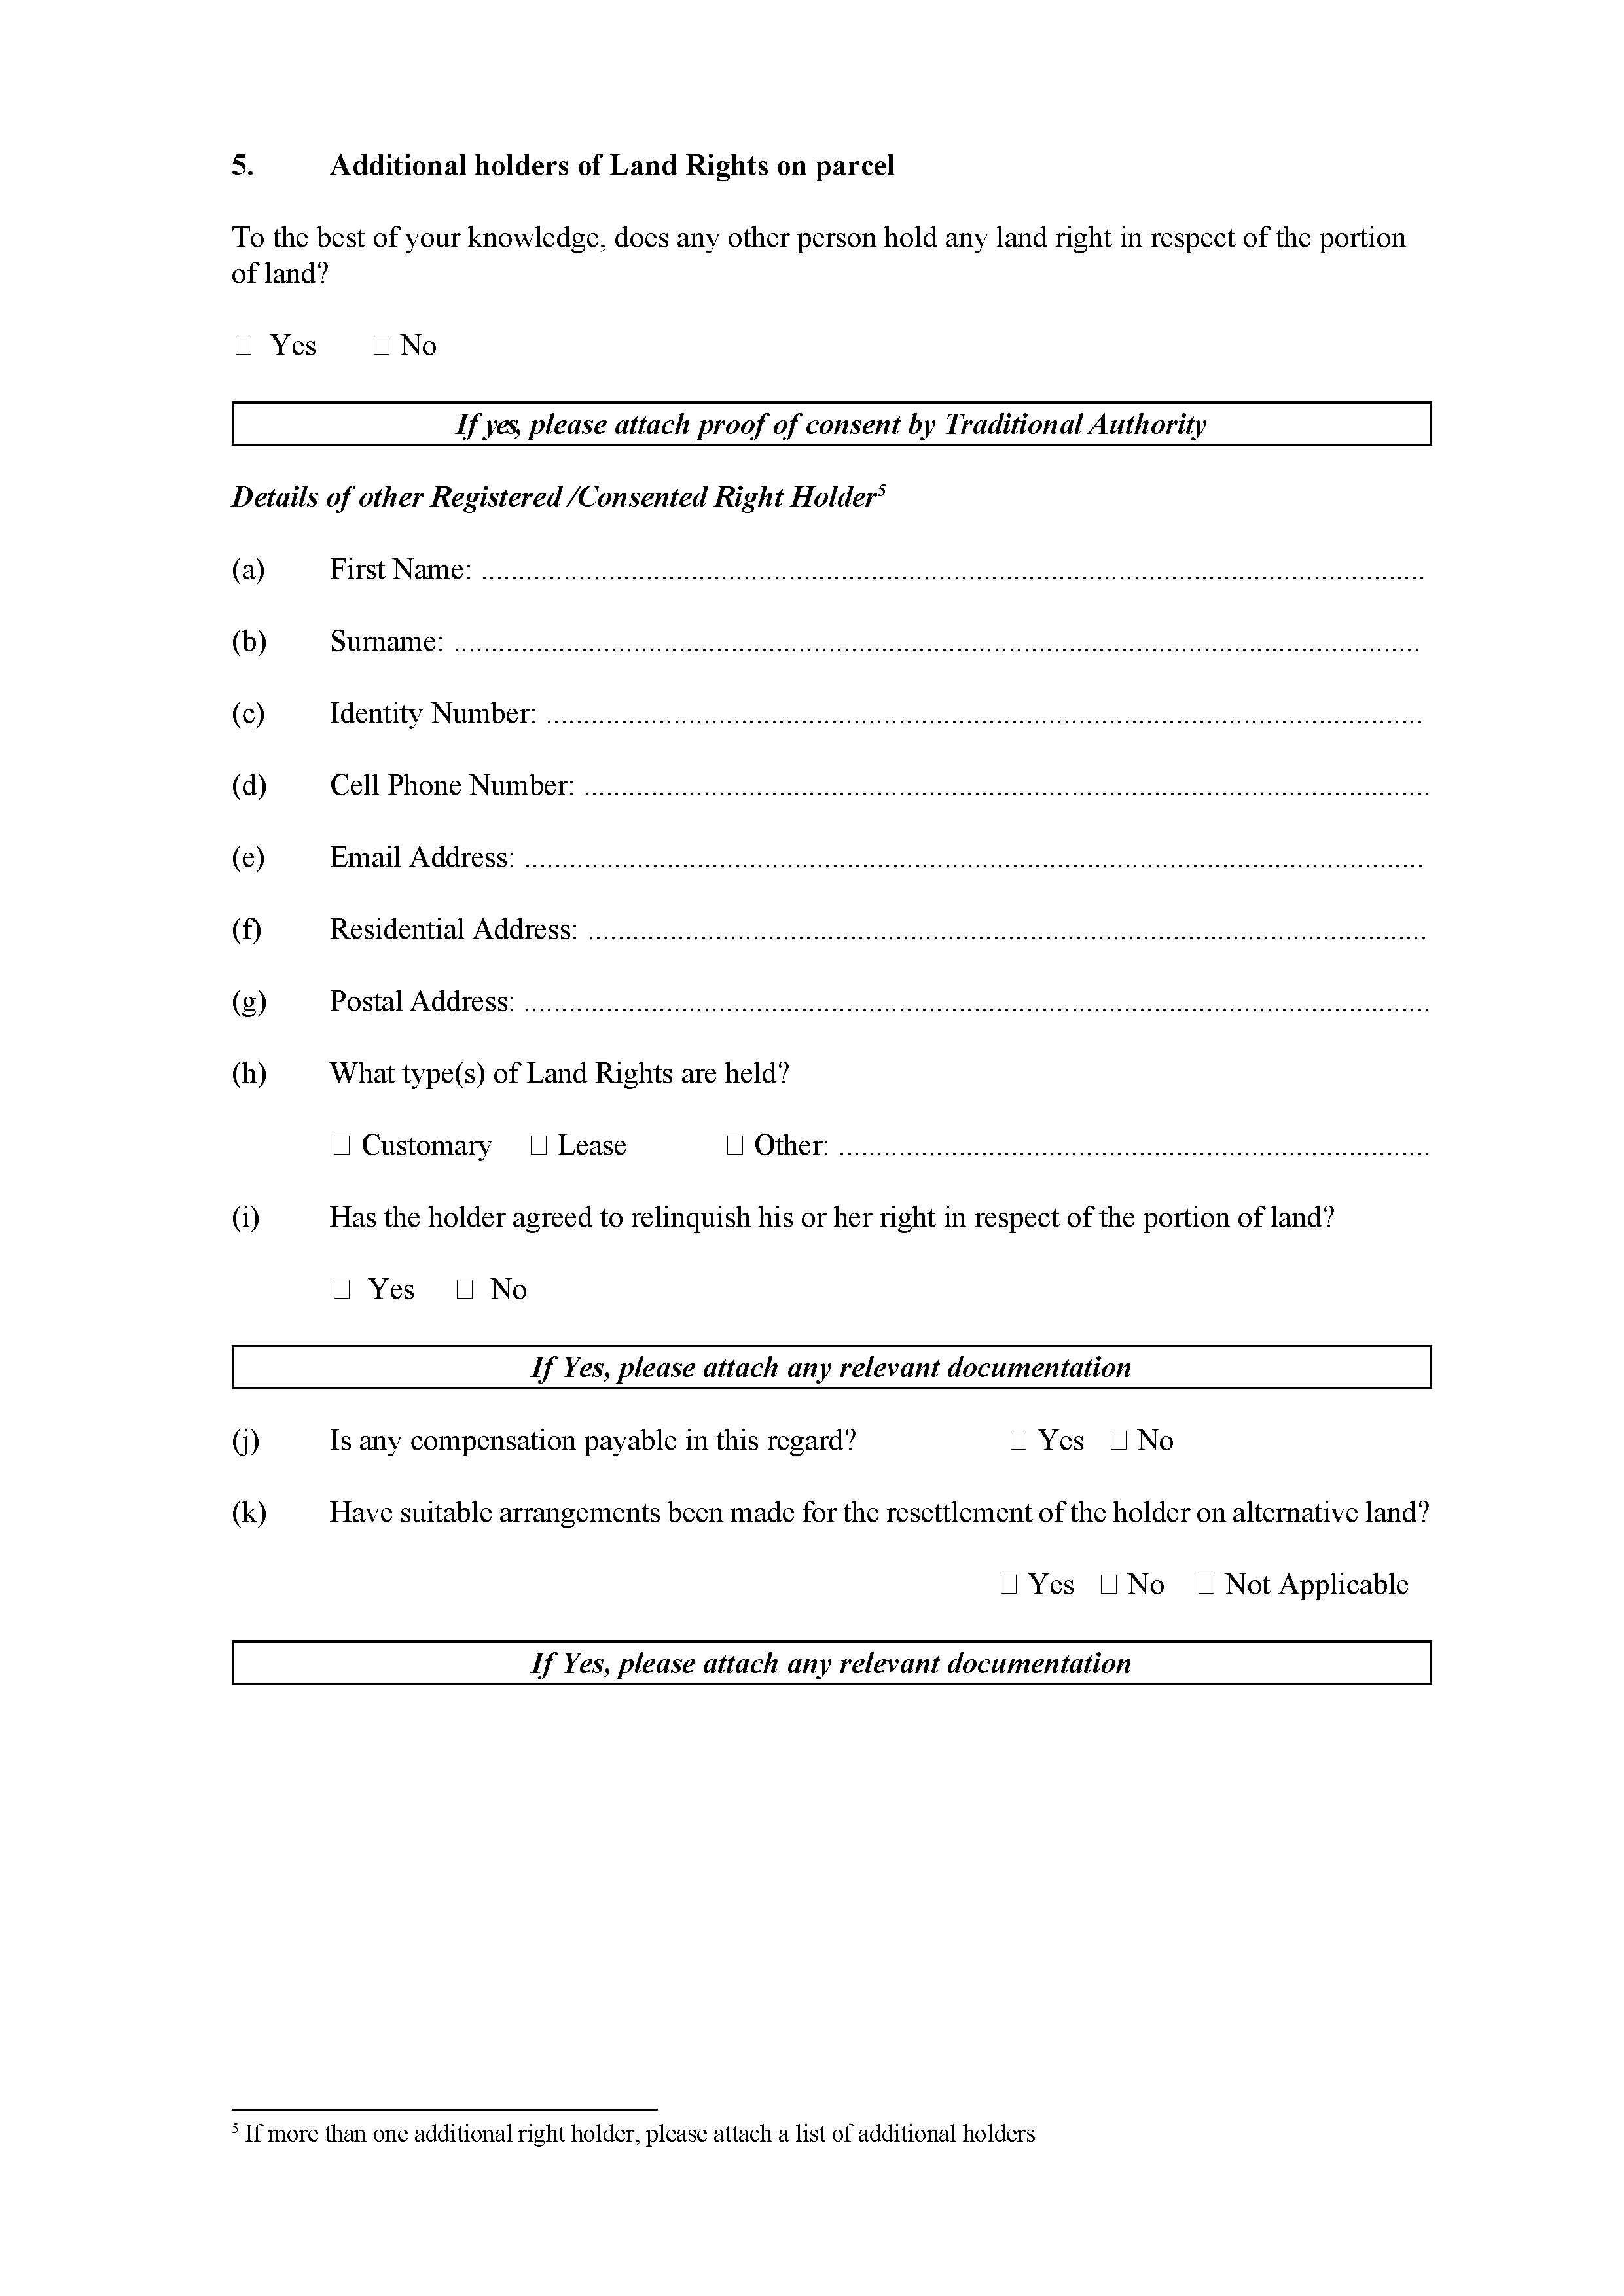 5. Additional holders of Land Rights on parcel
To the best of your knowledge, does any other person hold any land right in respect of the portion
of land?
☐ Yes ☐ No
If yes, please attach proof of consent by Traditional Authority
Details of other Registered /Consented Right Holder⁵
(a) First Name: ........................................................................................................................
(b) Surname: ........................................................................................................................
(c) Identity Number: ........................................................................................................................
(d) Cell Phone Number: ........................................................................................................................
(e) Email Address: ........................................................................................................................
(f) Residential Address: ........................................................................................................................
(g) Postal Address: ........................................................................................................................
(h) What type(s) of Land Rights are held?
☐ Customary ☐ Lease ☐ Other: ...............................................................................
(i) Has the holder agreed to relinquish his or her right in respect of the portion of land?
☐ Yes ☐ No
If Yes, please attach any relevant documentation
(j) Is any compensation payable in this regard? ☐ Yes ☐ No
(k) Have suitable arrangements been made for the resettlement of the holder on alternative land?
☐ Yes ☐ No ☐ Not Applicable
If Yes, please attach any relevant documentation
⁵ If more than one additional right holder, please attach a list of additional holders